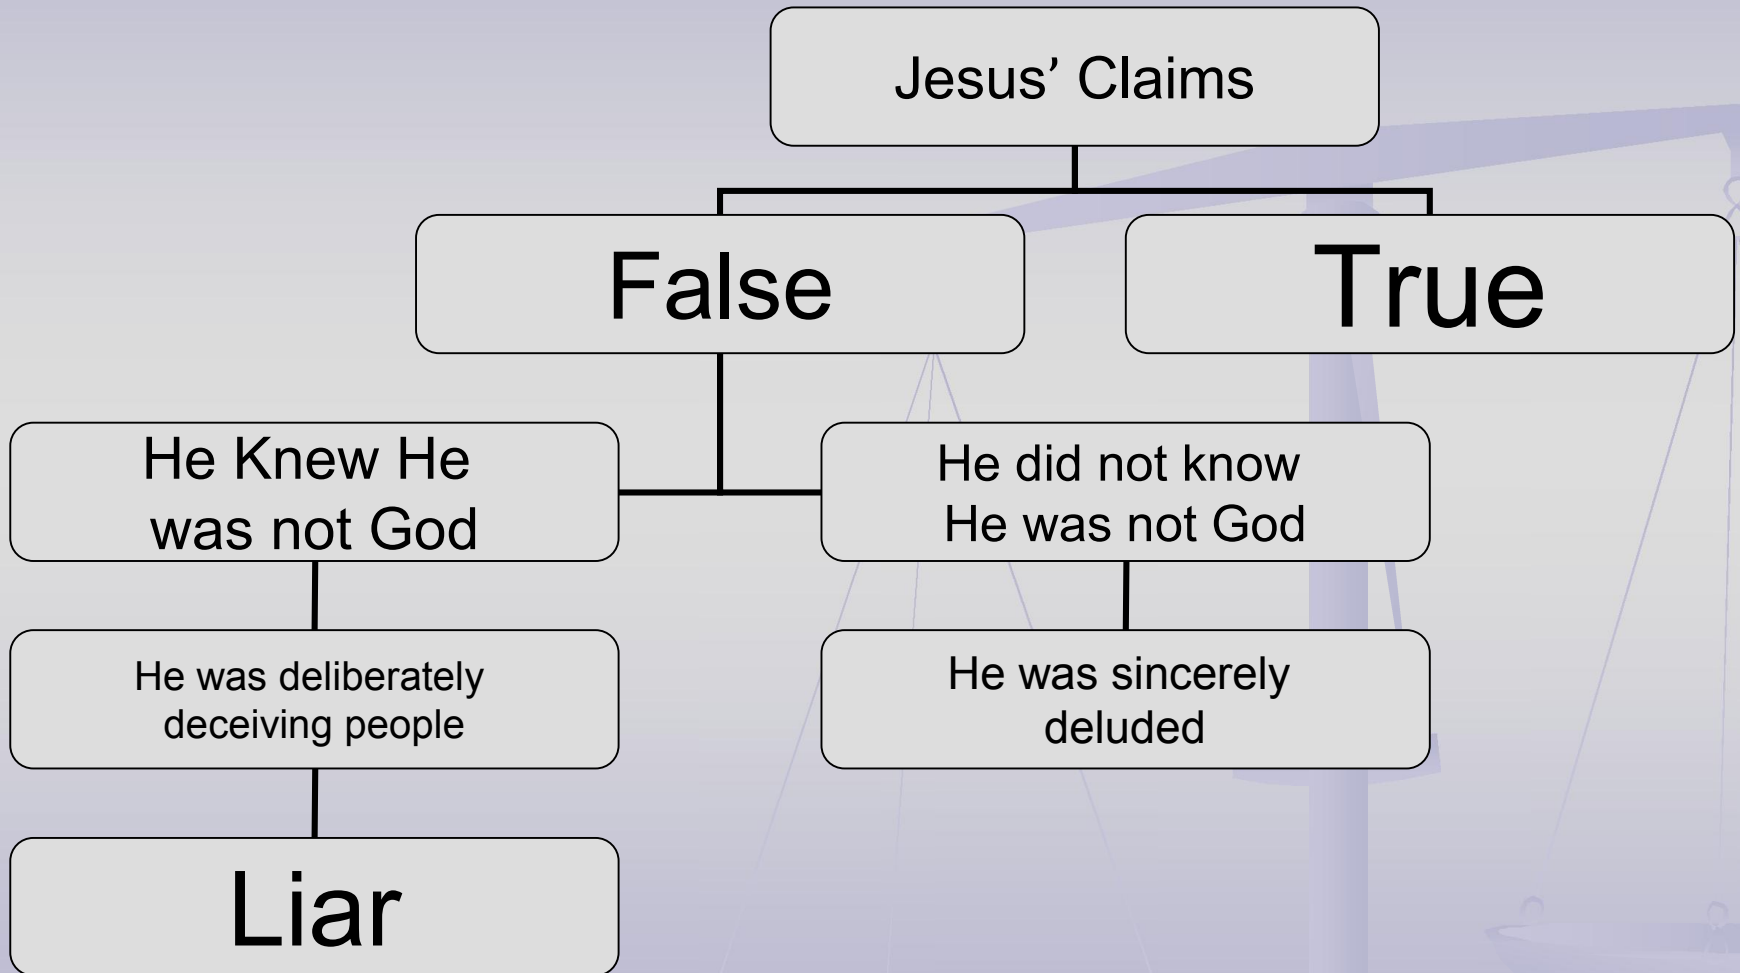 Jesus’ Claims
False
True
He Knew He
was not God
He did not know
He was not God
He was deliberately
deceiving people
He was sincerely
deluded
Liar